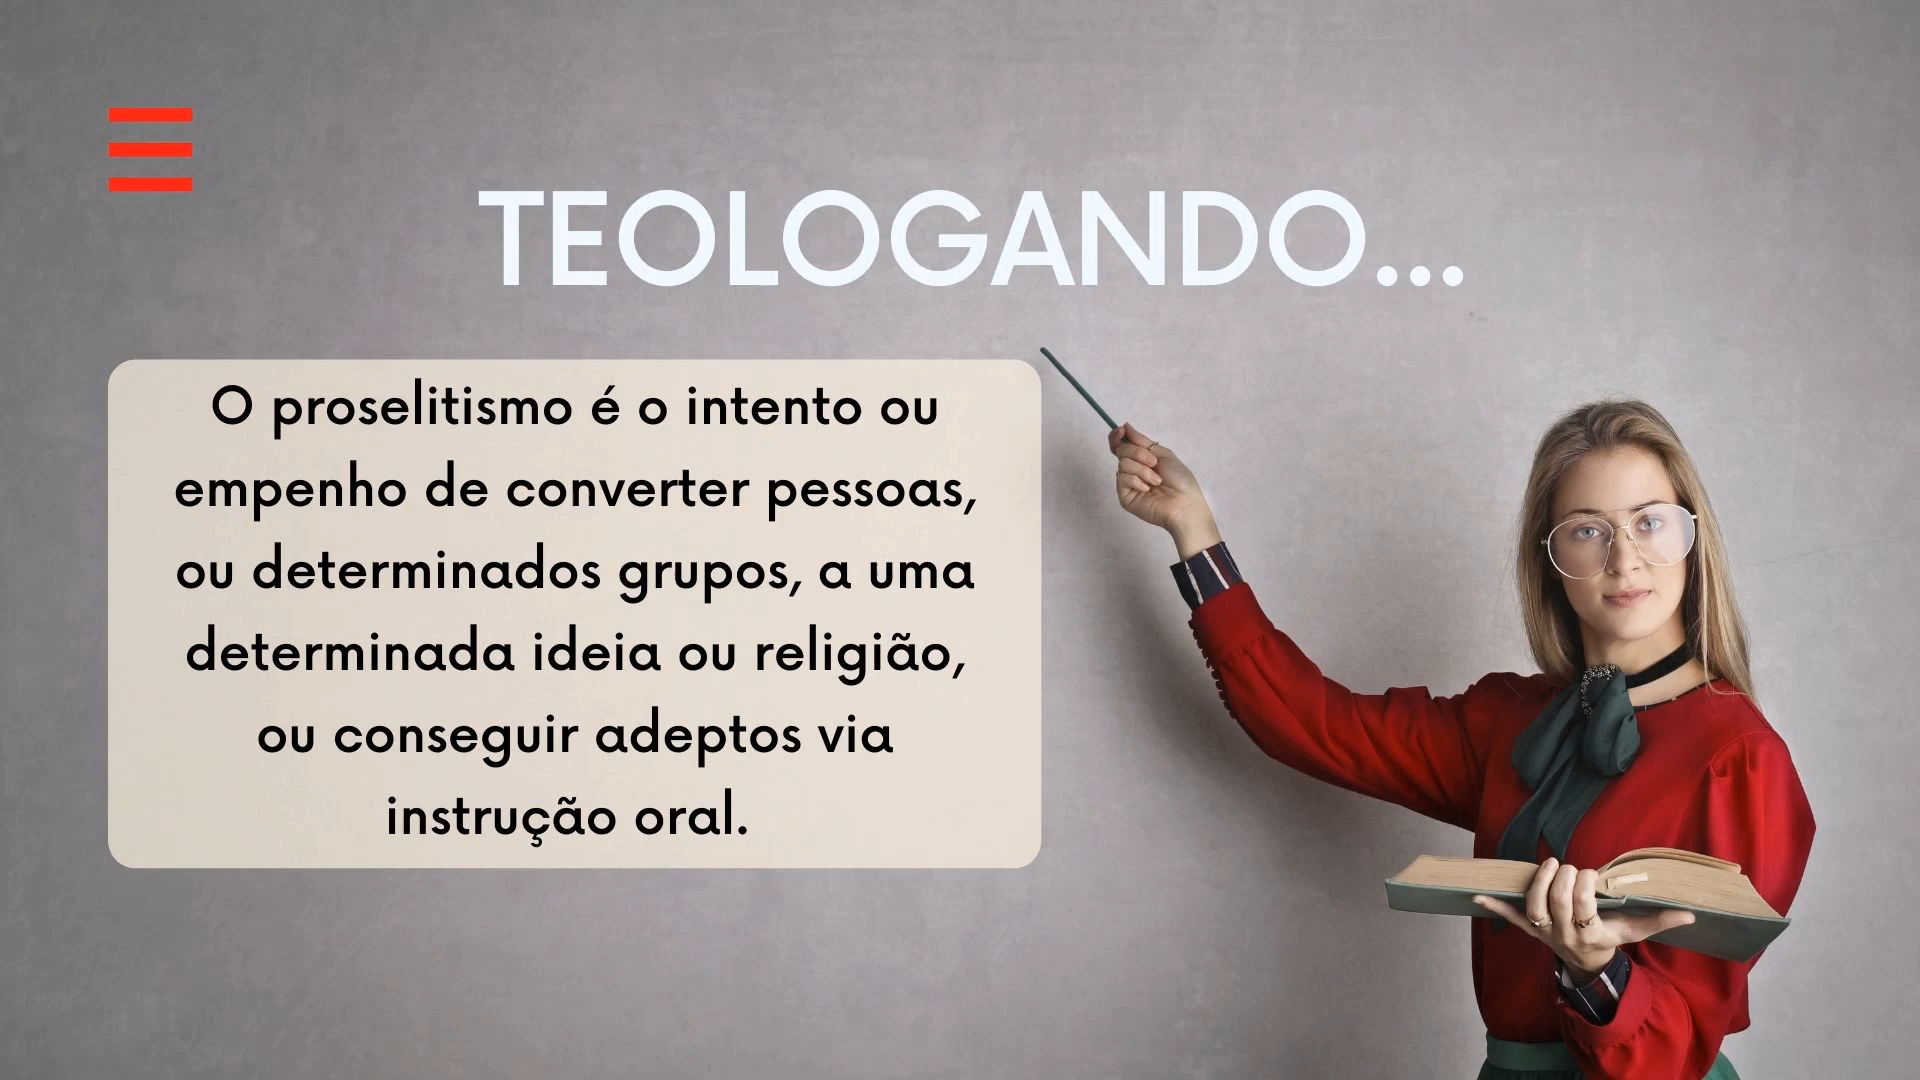 TEOLOGANDO...
O proselitismo é o intento ou
empenho de converter pessoas,
ou determinados grupos, a uma
determinada ideia ou religião,
ou conseguir adeptos via
instrução oral.